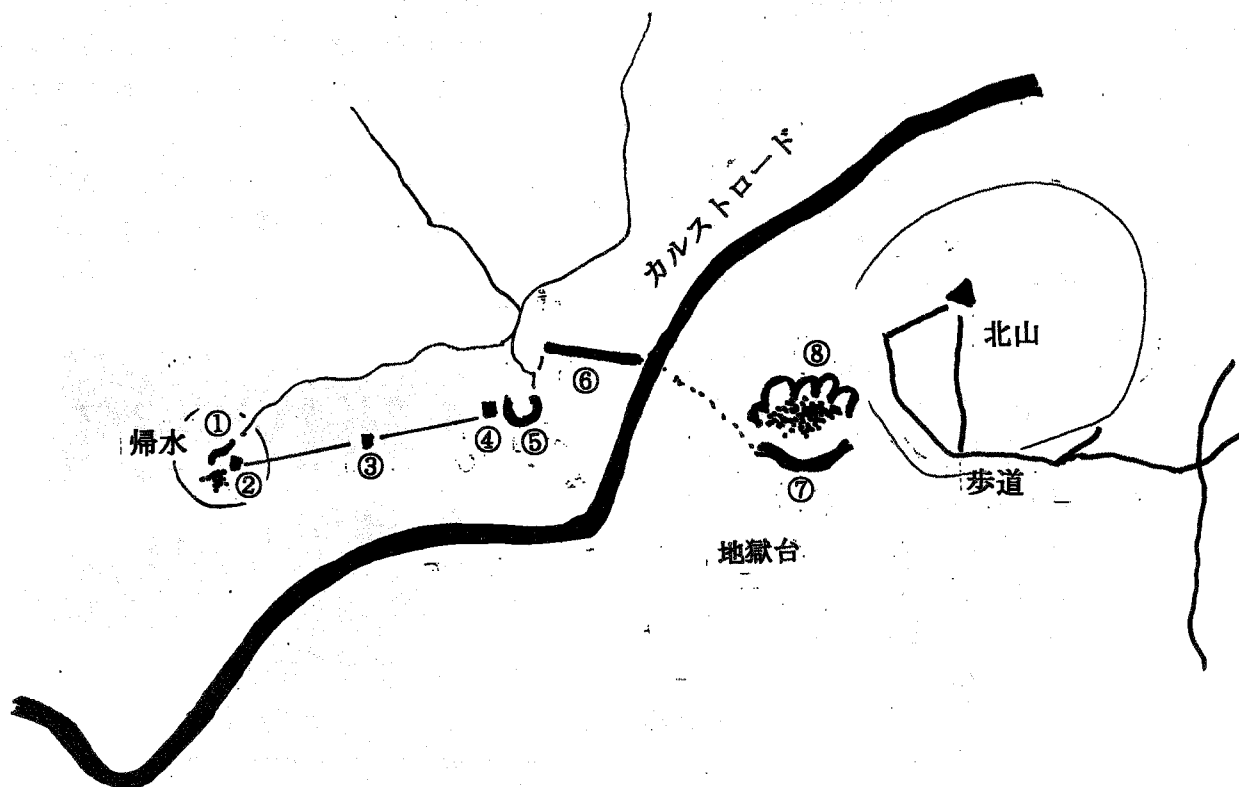 カルストロード
北山
⑧
⑥
帰水
①
②
③
④
⑤
⑦
歩道
地獄台